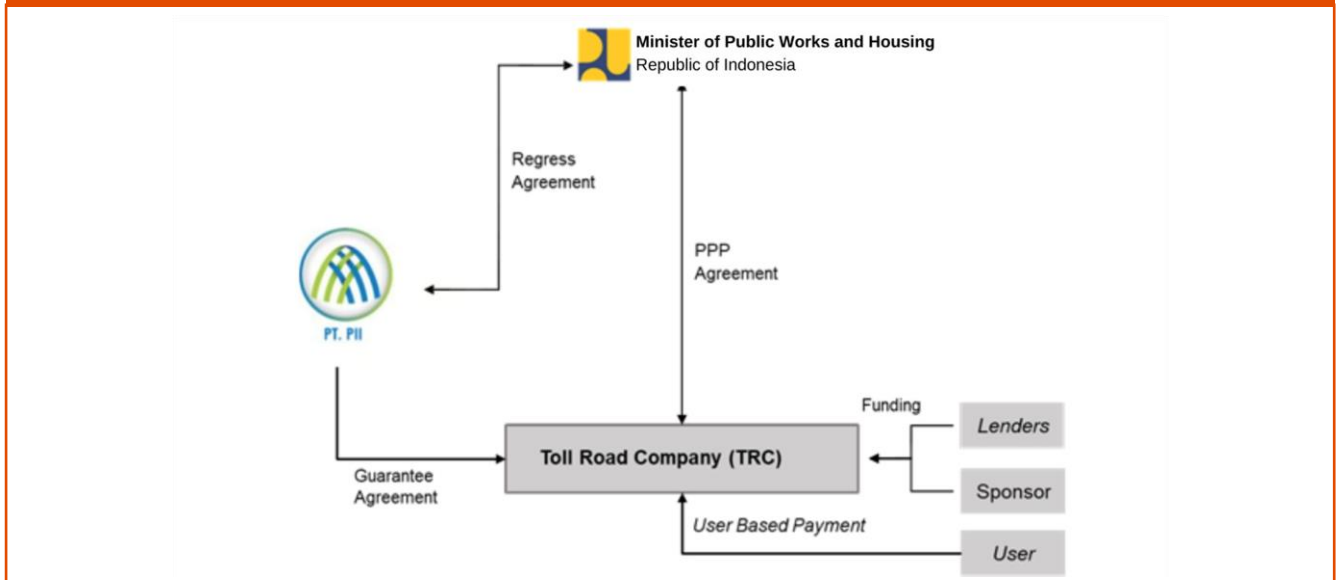 Minister of Public Works and Housing
Republic of Indonesia
Regress
Agreement
PPP
Agreement
PT. PII
Funding
Lenders
Toll Road Company (TRC)
Sponsor
Guarantee
Agreement
User Based Payment
User